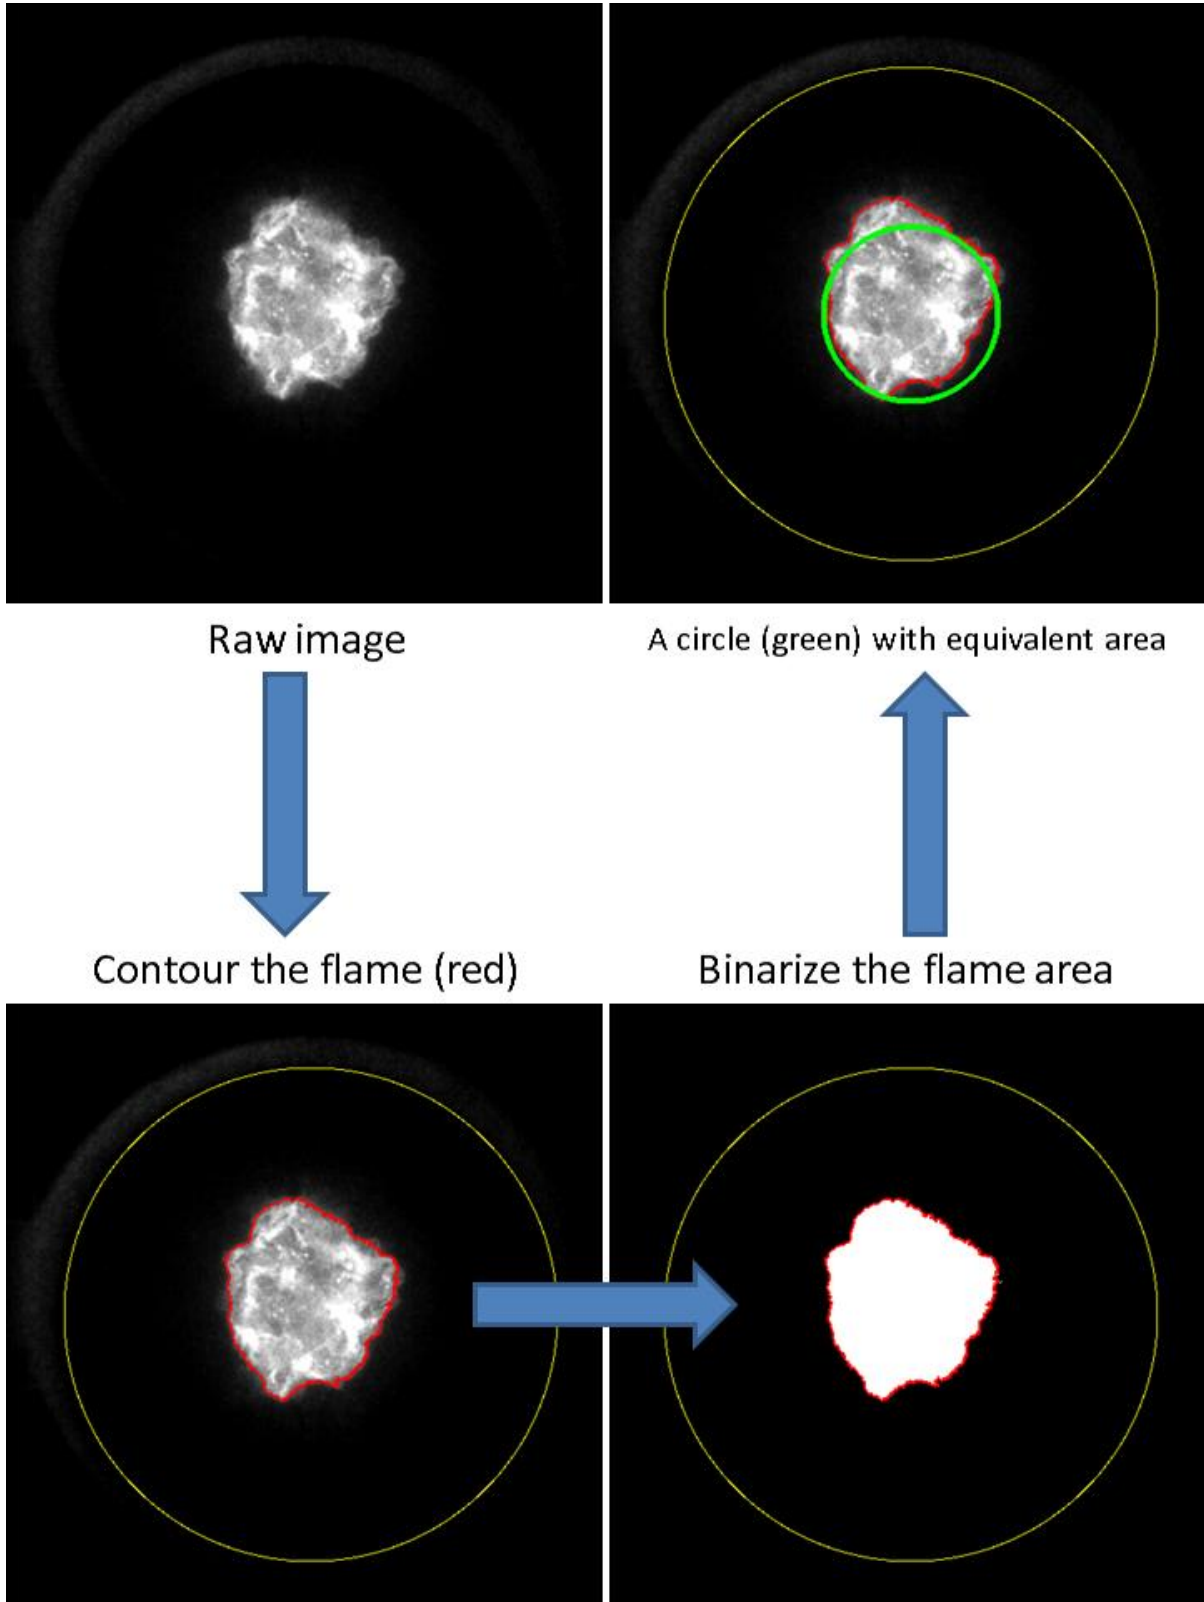 Raw image
A circle (green) with equivalent area
Contour the flame (red)
Binarize the flame area